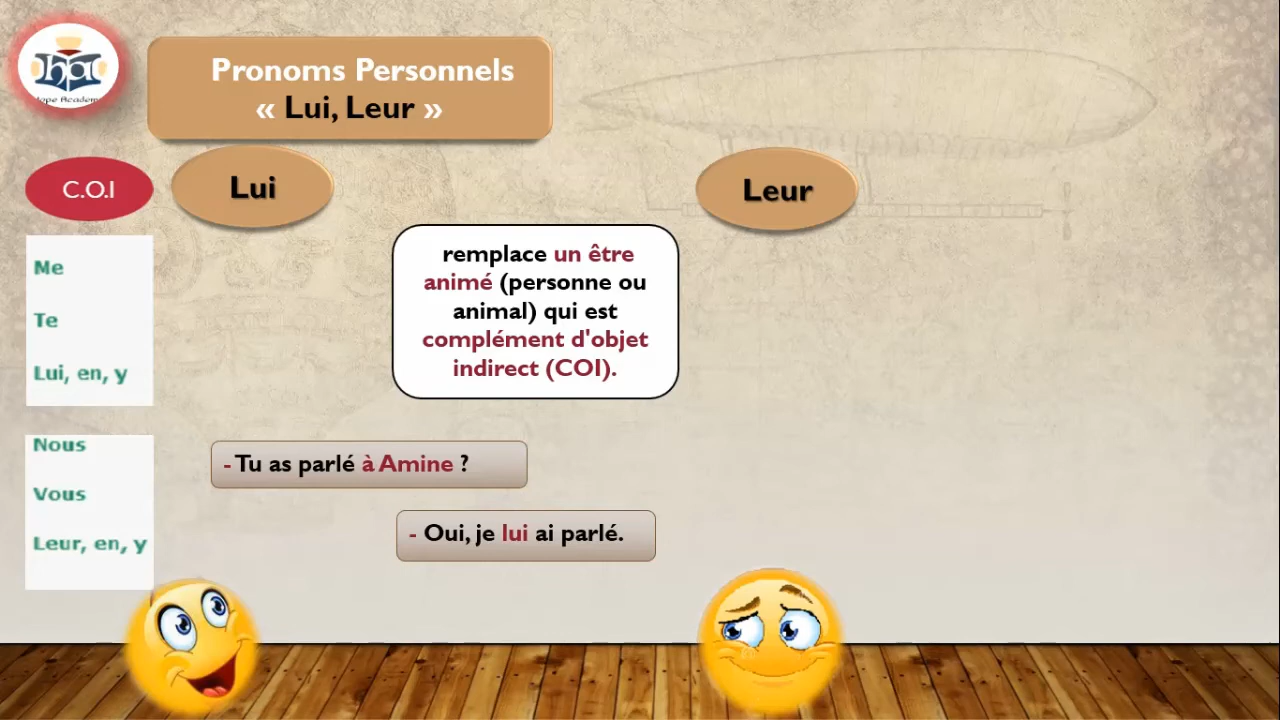 Pronoms Personnels
« Lui, Leur »
C.O.I
Lui
Leur
Me
Te
Lui, en, y
remplace un être
animé (personne ou
animal) qui est
complément d'objet
indirect (COI).
Nous
Vous
Leur, en, y
- Tu as parlé à Amine ?
- Oui, je lui ai parlé.